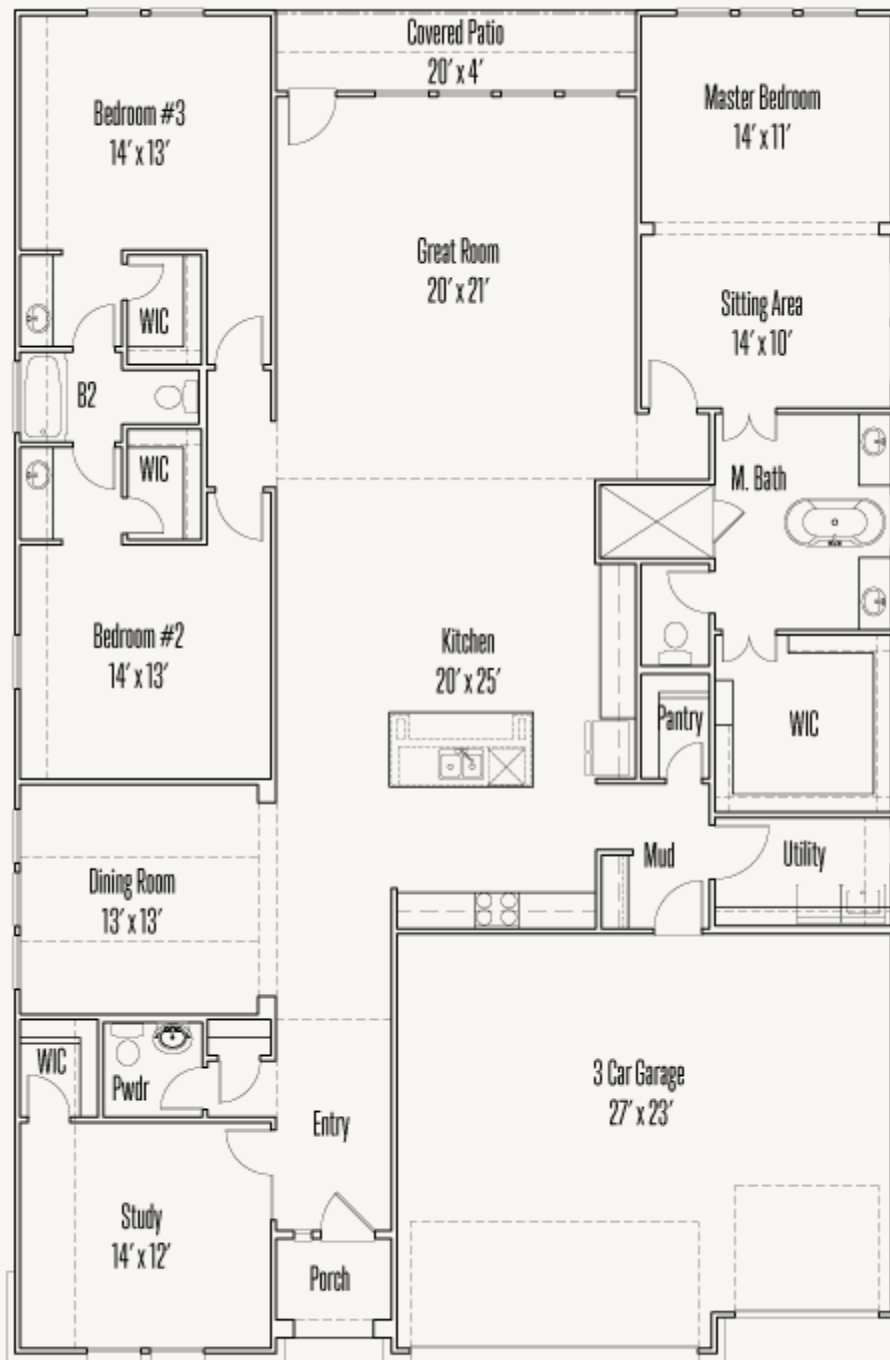 Covered Patio
20' x 4'
Bedroom #3
14' x 13'
Master Bedroom
14' x 11'
Great Room
20' x 21'
Sitting Area
14' x 10'
WIC
B2
WIC
M. Bath
Bedroom #2
14' x 13'
Kitchen
20' x 25'
Pantry
WIC
Dining Room
13' x 13'
Mud
Utility
WIC
Pwdr
Entry
3 Car Garage
27' x 23'
Study
14' x 12'
Porch